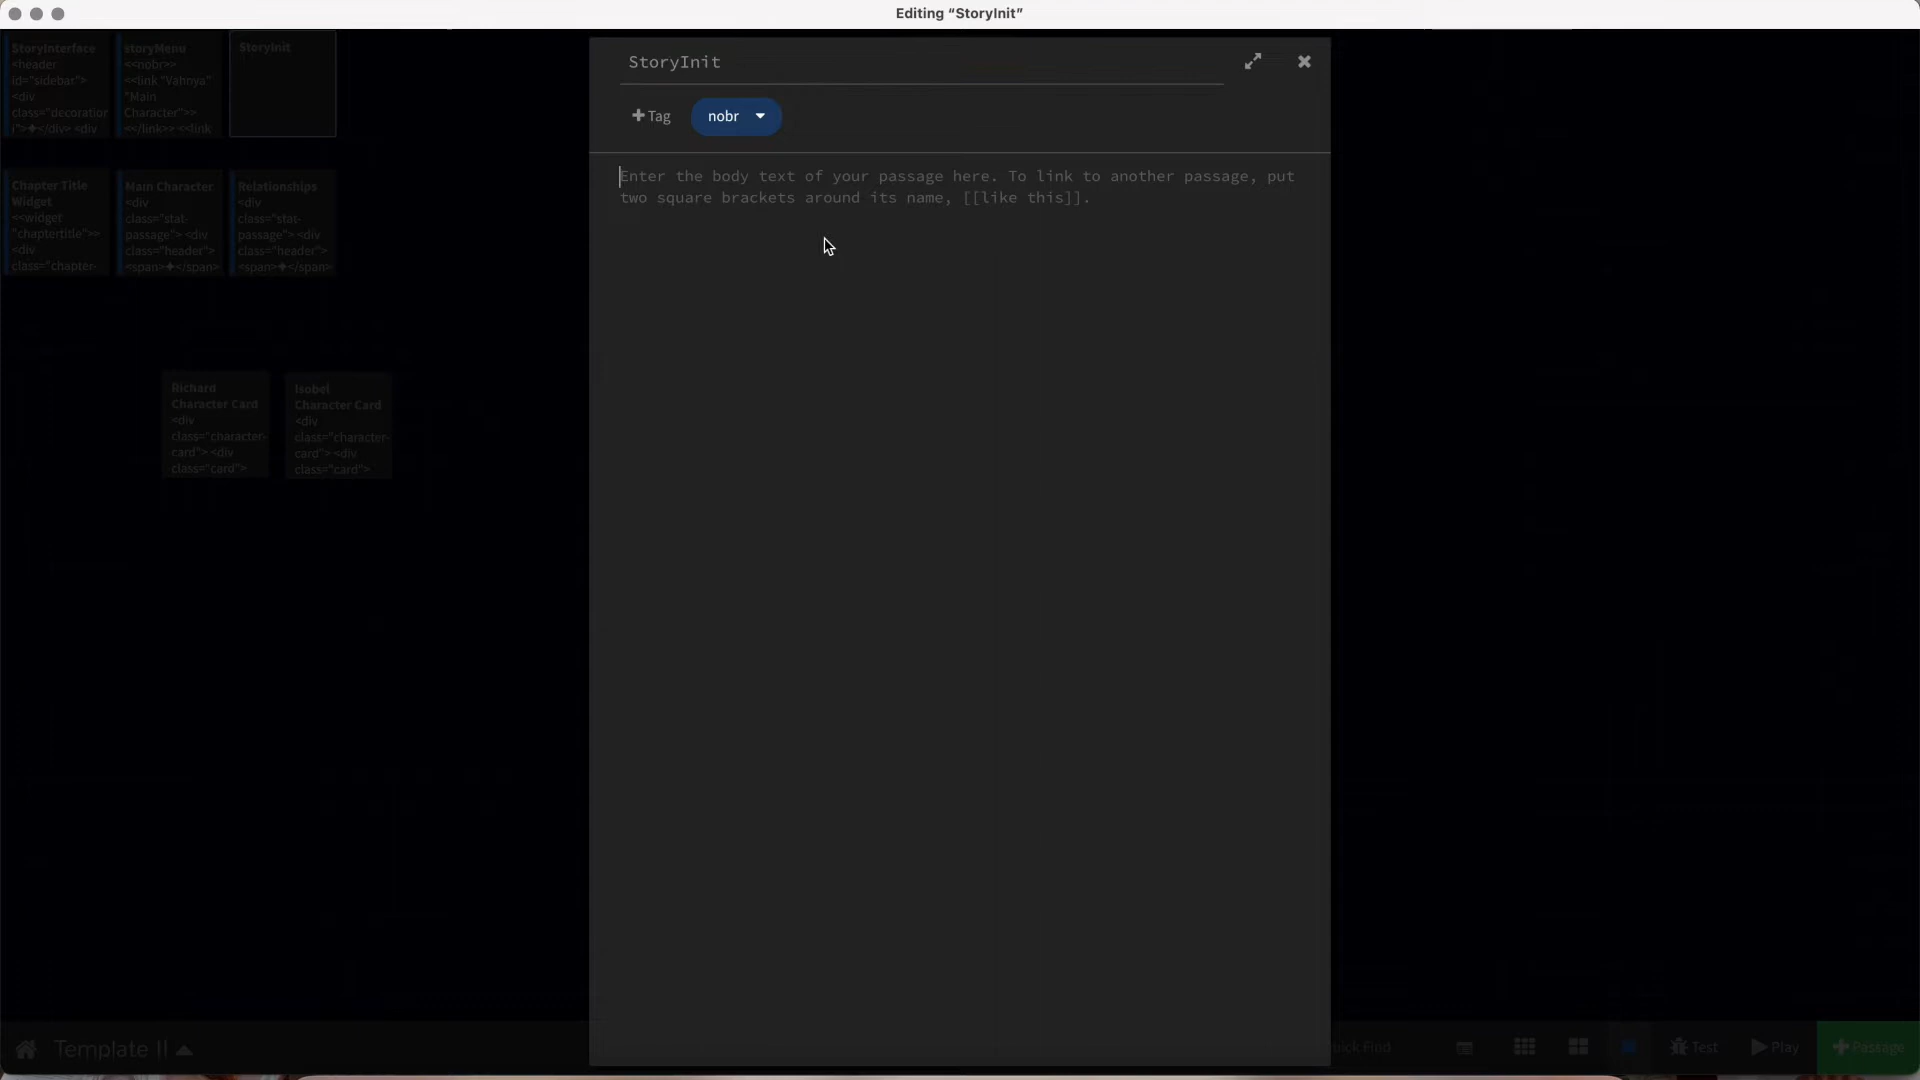 Editing “StoryInit”
StoryInterface
<header
id="sidebar">
<div
class="decoration
<div
storyMenu
<<nobr>>
<<link "Vahnya"
"Main
Character">>
<</link>> <<link
StoryInit
Chapter Title
Widget
<<widget
"chaptertitle">>
<div
class="chapter-
Main Character
<div
class="stat-
passage"> <div
class="header">
<span>✦</span>
Relationships
<div
class="stat-
passage"> <div
class="header">
<span>✦</span>
Richard
Character Card
<div
class="character-
card"> <div
class="card">
Isobel
Character Card
<div
class="character-
card"> <div
class="card">
StoryInit
+Tag
nobr
Enter the body text of your passage here. To link to another passage, put
two square brackets around its name, [[like this]].
Template II
Quick Find
Test
Play
+Passage